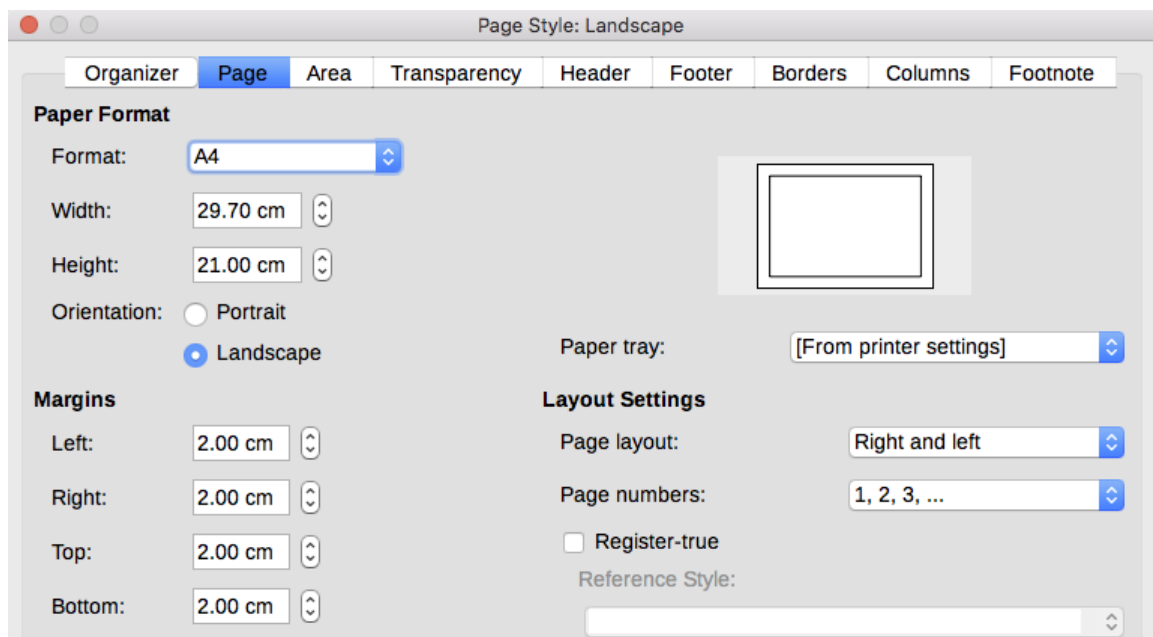 Page Style: Landscape
Organizer Page Area Transparency Header Footer Borders Columns Footnote
Paper Format
Format: A4
Width: 29.70 cm
Height: 21.00 cm
Orientation: Portrait
Landscape
Paper tray: [From printer settings]
Margins
Left: 2.00 cm
Right: 2.00 cm
Top: 2.00 cm
Bottom: 2.00 cm
Layout Settings
Page layout: Right and left
Page numbers: 1, 2, 3, ...
Register-true
Reference Style: